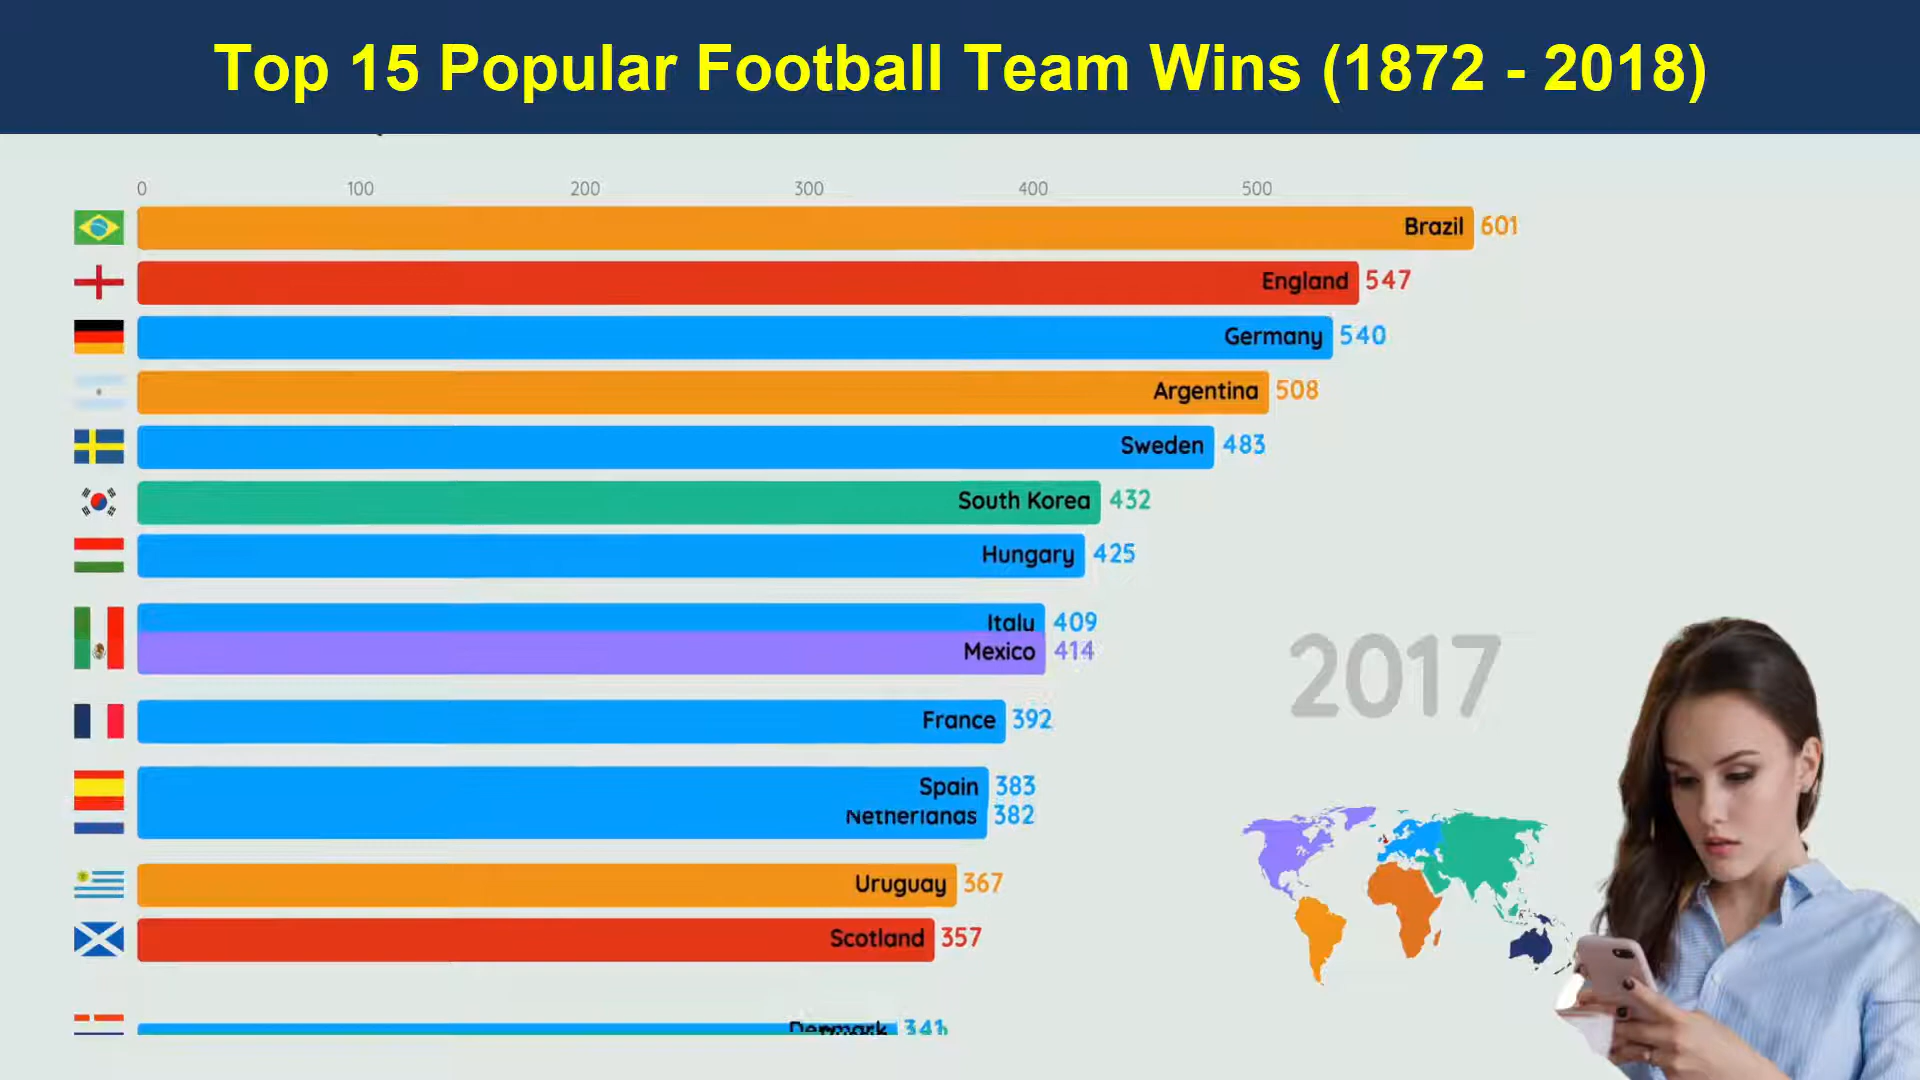 Top 15 Popular Football Team Wins (1872 - 2018)
0 100 200 300 400 500
Brazil 601
England 547
Germany 540
Argentina 508
Sweden 483
South Korea 432
Hungary 425
Italy 409
Mexico 414
2017
France 392
Spain 383
Netherlands 382
Uruguay 367
Scotland 357
Denmark